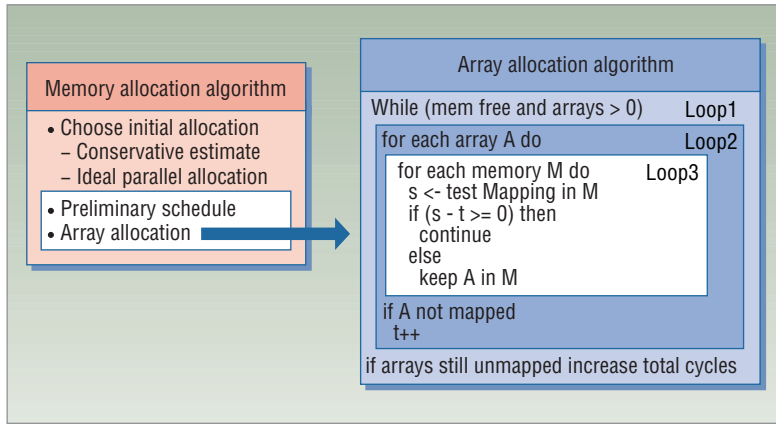 Memory allocation algorithm
• Choose initial allocation
– Conservative estimate
– Ideal parallel allocation
• Preliminary schedule
• Array allocation
Array allocation algorithm
While (mem free and arrays > 0) Loop1
for each array A do Loop2
for each memory M do Loop3
s <- test Mapping in M
if (s - t >= 0) then
continue
else
keep A in M
if A not mapped
t++
if arrays still unmapped increase total cycles